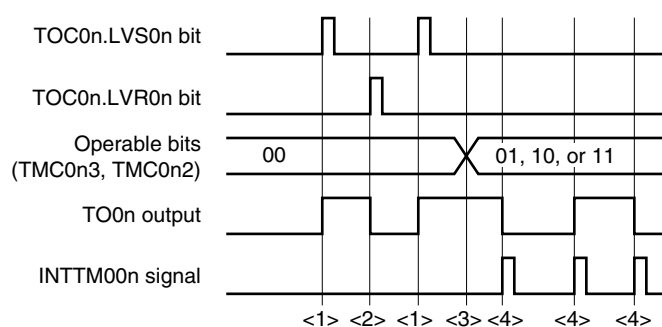 TOC0n.LVS0n bit
TOC0n.LVR0n bit
Operable bits
(TMC0n3, TMC0n2)
00
01, 10, or 11
TO0n output
INTTM00n signal
<1> <2> <1> <3> <4> <4> <4>